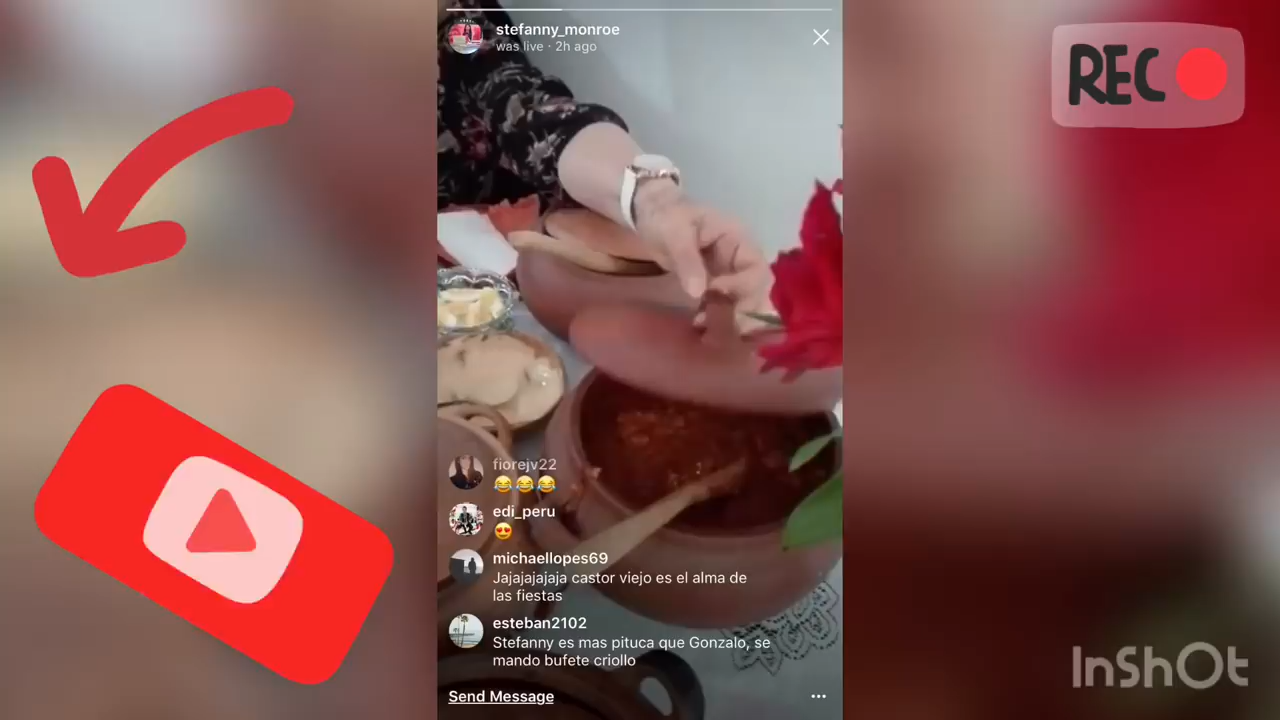 stefanny_monroe
was live · 2h ago
REC
fiorejv22
😂😂😂
edi_peru
😍
michaellopes69
Jajajajajaja castor viejo es el alma de
las fiestas
esteban2102
Stefanny es mas pituca que Gonzalo, se
mando bufete criollo
Send Message
InShOt